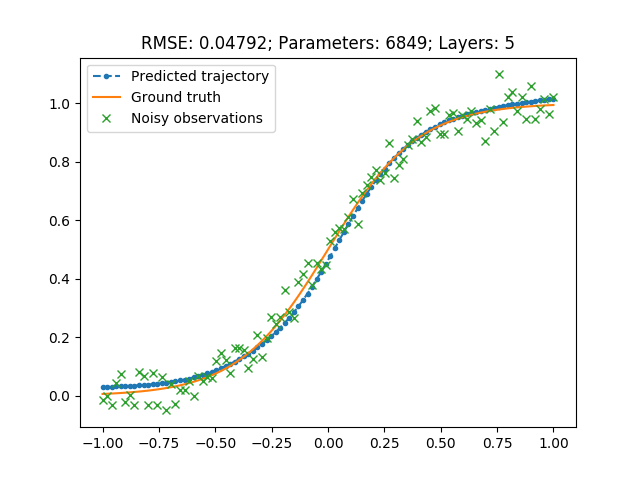 RMSE: 0.04792; Parameters: 6849; Layers: 5
Predicted trajectory
Ground truth
Noisy observations
1.0
0.8
0.6
0.4
0.2
0.0
−1.00 −0.75 −0.50 −0.25 0.00 0.25 0.50 0.75 1.00